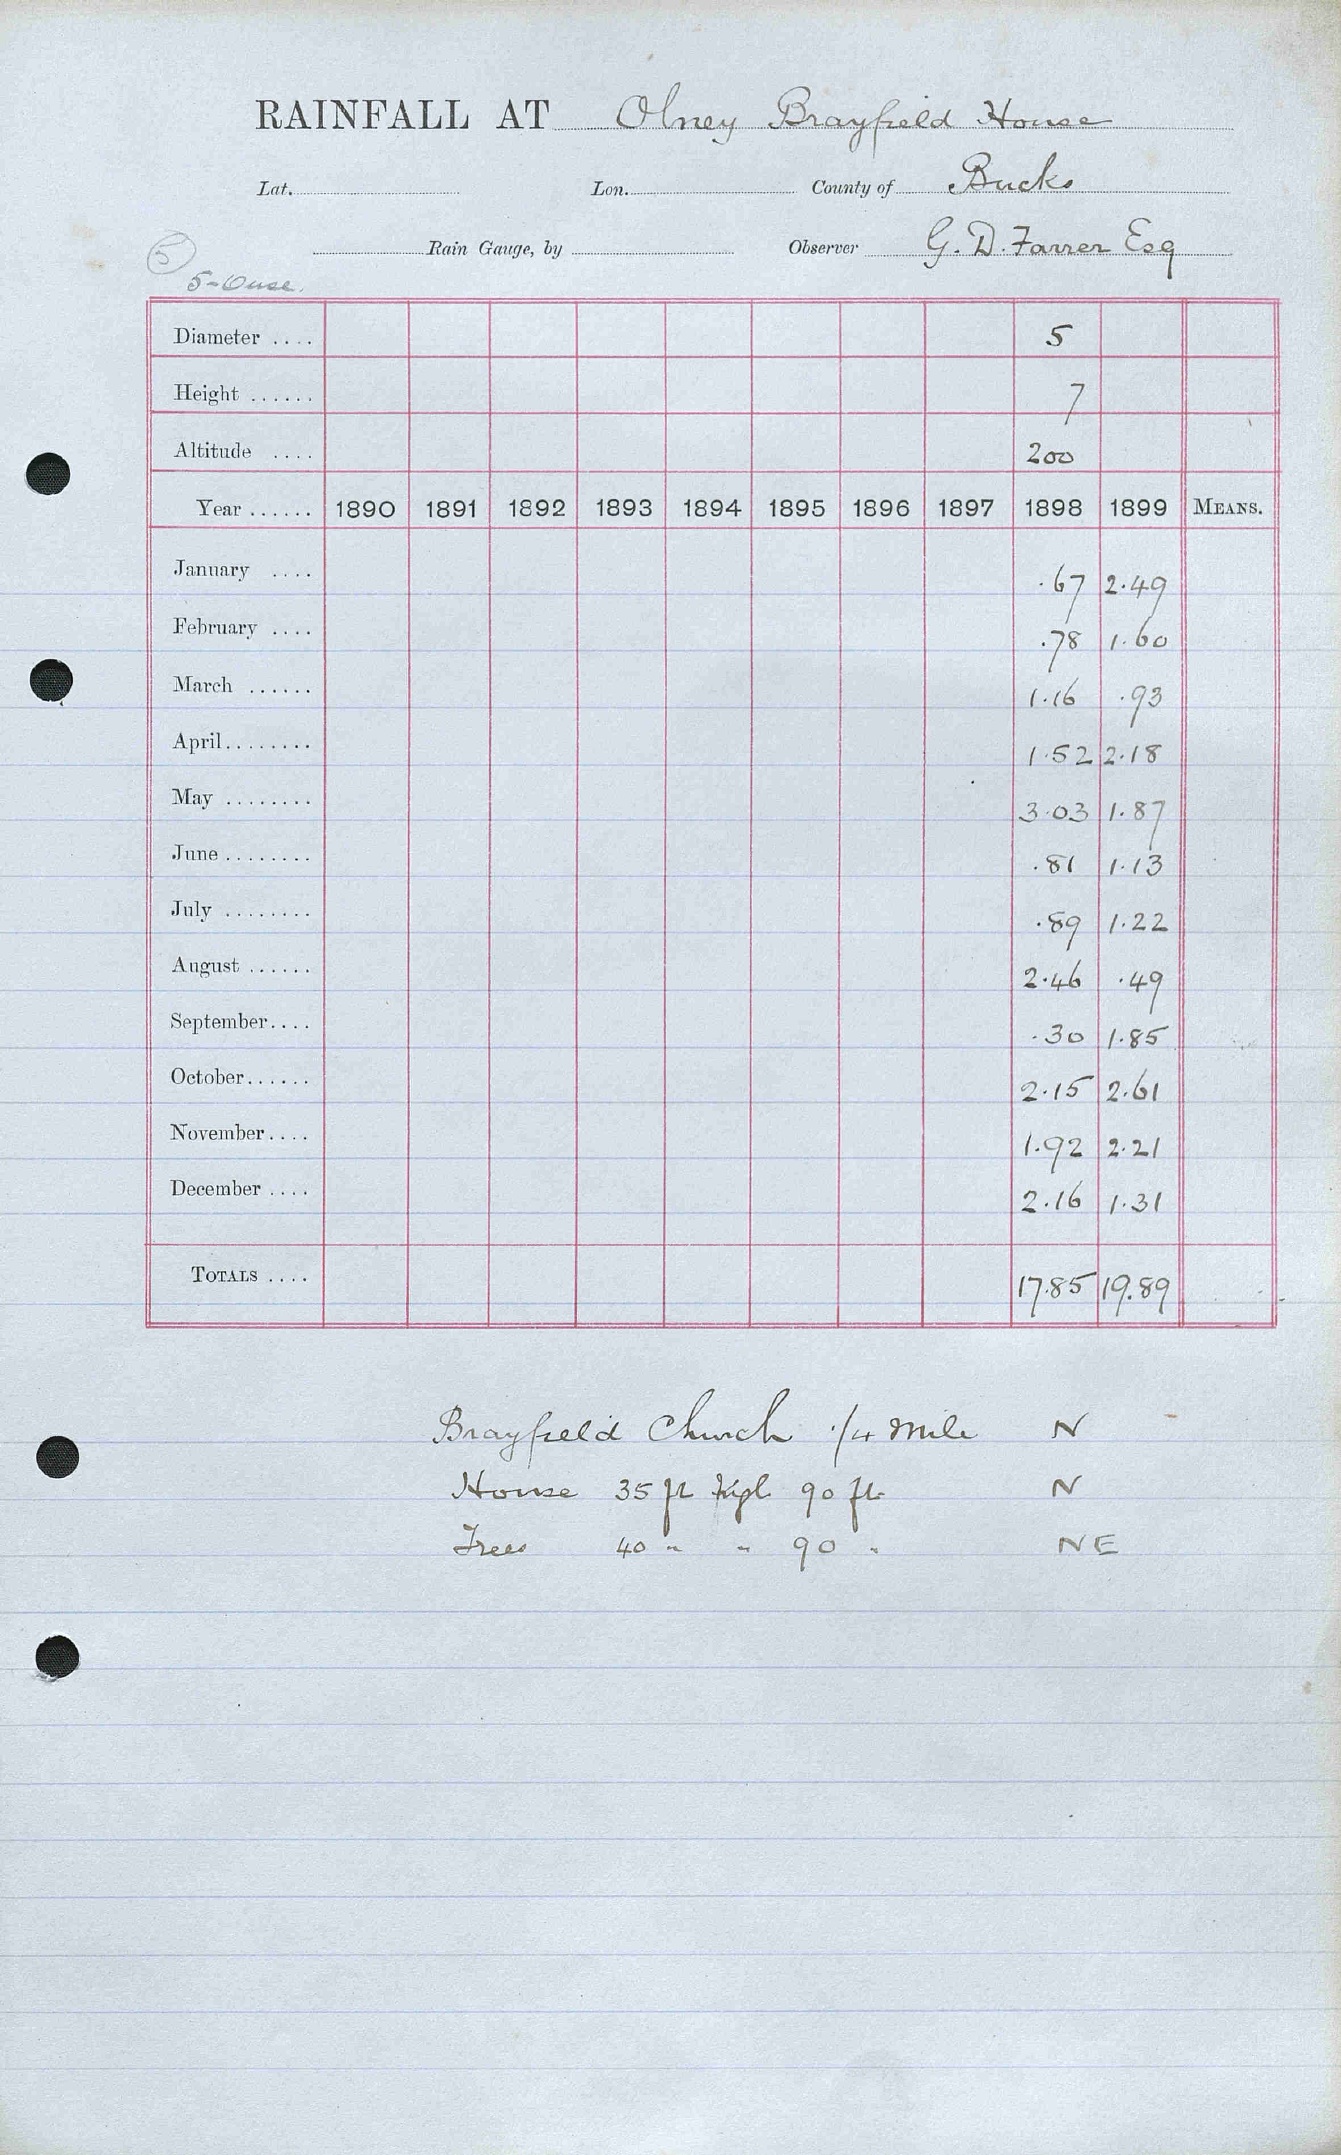 RAINFALL AT Olney Brayfield House
Lat. Lon. County of Bucks
Rain Gauge, by Observer G. D. Farrer Esq
5
5-Ouse.
Diameter .... 5
Height ...... 7
Altitude .... 200
Year ...... 1890 1891 1892 1893 1894 1895 1896 1897 1898 1899 MEANS.
January .... .67 2.49
February .... .78 1.60
March ...... 1.16 .93
April........ 1.52 2.18
May ........ 3.03 1.87
June ........ .81 1.13
July ........ .89 1.22
August ...... 2.46 .49
September.... .30 1.85
October...... 2.15 2.61
November.... 1.92 2.21
December .... 2.16 1.31
TOTALS .... 17.85 19.89
Brayfield Church 1/4 mile N
House 35 ft high 90 ft. N
Trees 40 " " 90 " NE